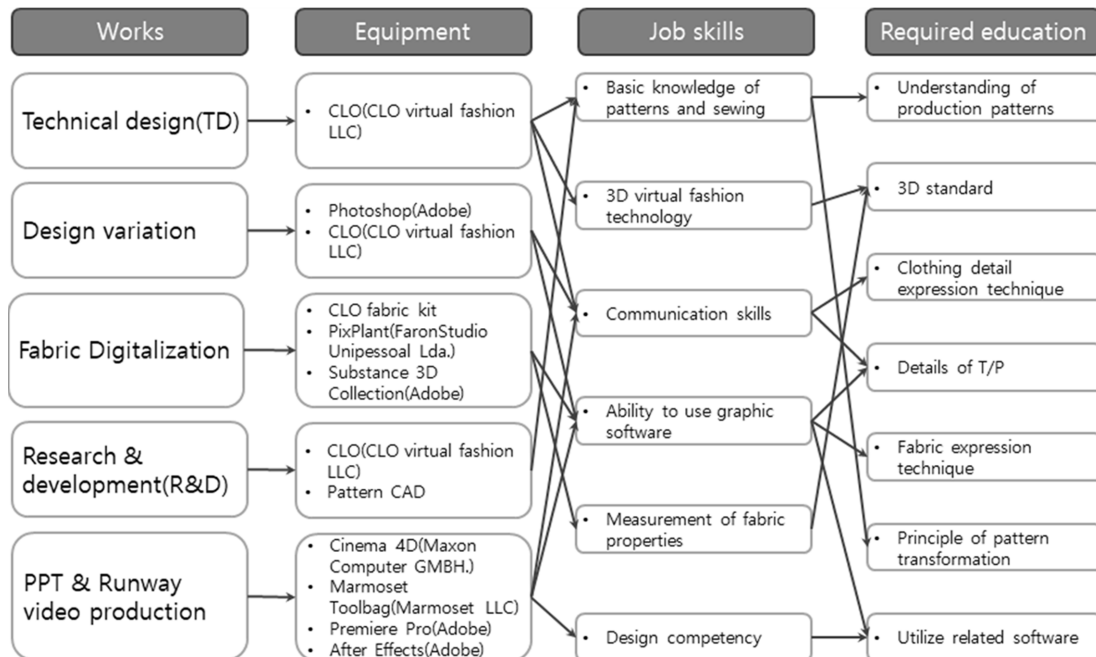 Works
Equipment
Job skills
Required education
Technical design(TD)
• CLO(CLO virtual fashion
LLC)
• Basic knowledge of
patterns and sewing
• Understanding of
production patterns
• 3D virtual fashion
technology
• 3D standard
Design variation
• Photoshop(Adobe)
• CLO(CLO virtual fashion
LLC)
• Clothing detail
expression technique
• Communication skills
Fabric Digitalization
• CLO fabric kit
• PixPlant(FaronStudio
Unipessoal Lda.)
• Substance 3D
Collection(Adobe)
• Details of T/P
• Ability to use graphic
software
• Fabric expression
technique
Research &
development(R&D)
• CLO(CLO virtual fashion
LLC)
• Pattern CAD
• Measurement of fabric
properties
• Principle of pattern
transformation
PPT & Runway
video production
• Cinema 4D(Maxon
Computer GMBH.)
• Marmoset
Toolbag(Marmoset LLC)
• Premiere Pro(Adobe)
• After Effects(Adobe)
• Design competency
• Utilize related software